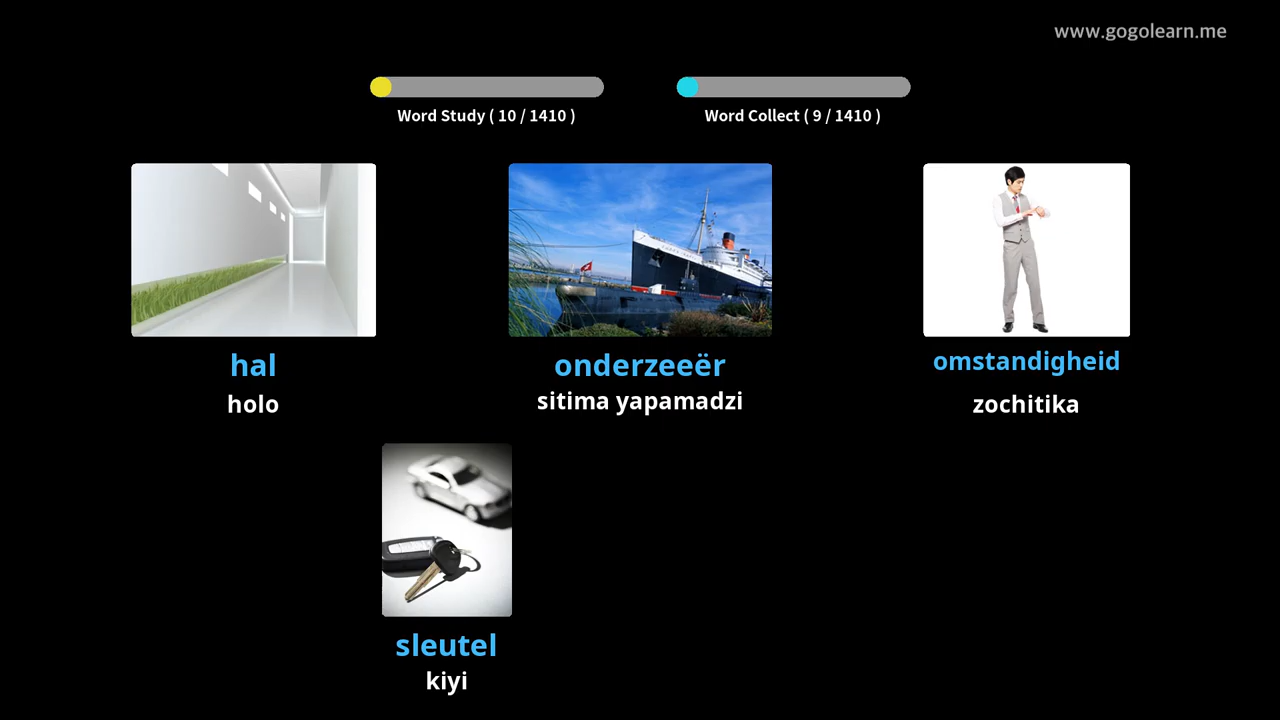 www.gogolearn.me
Word Study ( 10 / 1410 )
Word Collect ( 9 / 1410 )
hal
holo
onderzeeër
sitima yapamadzi
omstandigheid
zochitika
sleutel
kiyi